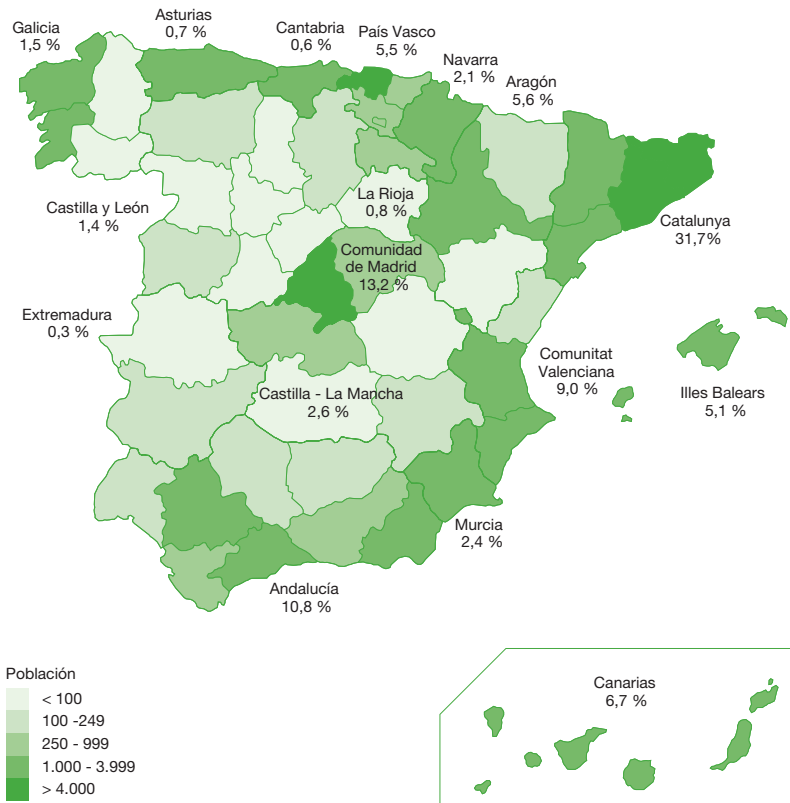 Galicia
1,5 %
Asturias
0,7 %
Cantabria
0,6 %
País Vasco
5,5 %
Navarra
2,1 %
Aragón
5,6 %
Castilla y León
1,4 %
La Rioja
0,8 %
Catalunya
31,7%
Comunidad
de Madrid
13,2 %
Extremadura
0,3 %
Comunitat
Valenciana
9,0 %
Illes Balears
5,1 %
Castilla - La Mancha
2,6 %
Murcia
2,4 %
Andalucía
10,8 %
Población
< 100
100 -249
250 - 999
1.000 - 3.999
> 4.000
Canarias
6,7 %